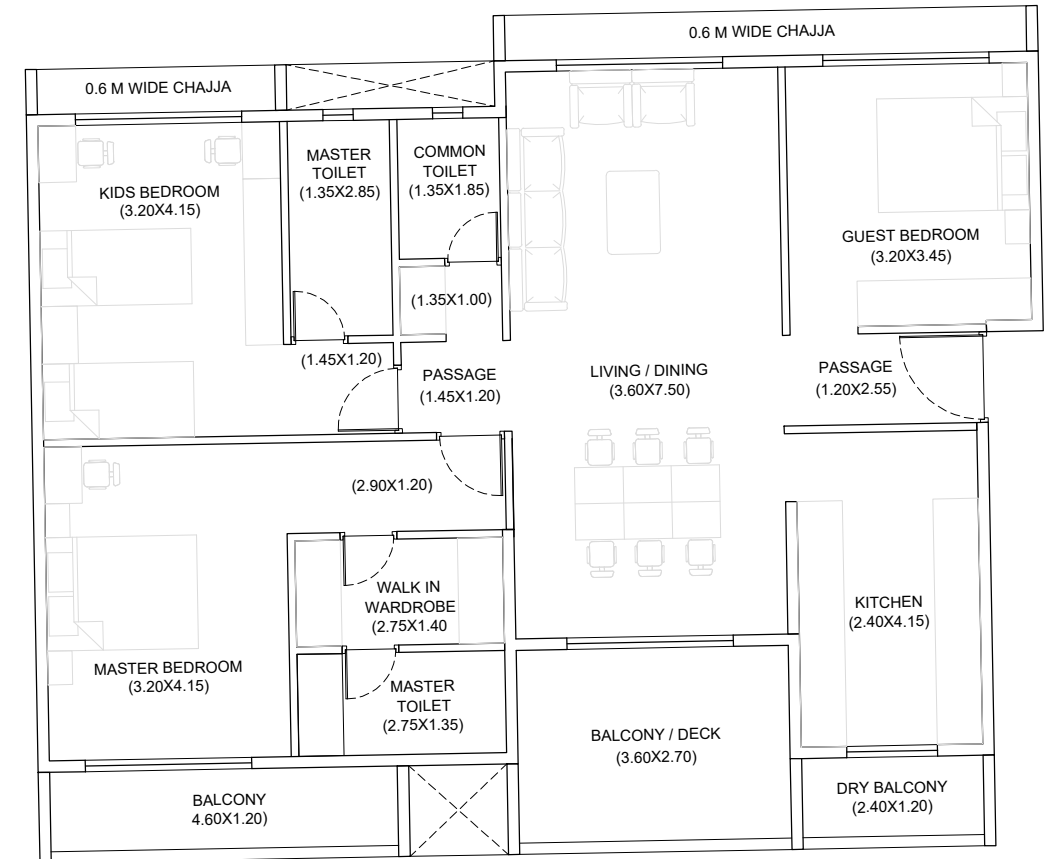 0.6 M WIDE CHAJJA
0.6 M WIDE CHAJJA
MASTER
TOILET
(1.35X2.85)
COMMON
TOILET
(1.35X1.85)
KIDS BEDROOM
(3.20X4.15)
GUEST BEDROOM
(3.20X3.45)
(1.35X1.00)
(1.45X1.20)
PASSAGE
(1.45X1.20)
LIVING / DINING
(3.60X7.50)
PASSAGE
(1.20X2.55)
(2.90X1.20)
WALK IN
WARDROBE
(2.75X1.40
KITCHEN
(2.40X4.15)
MASTER BEDROOM
(3.20X4.15)
MASTER
TOILET
(2.75X1.35)
BALCONY / DECK
(3.60X2.70)
BALCONY
4.60X1.20)
DRY BALCONY
(2.40X1.20)